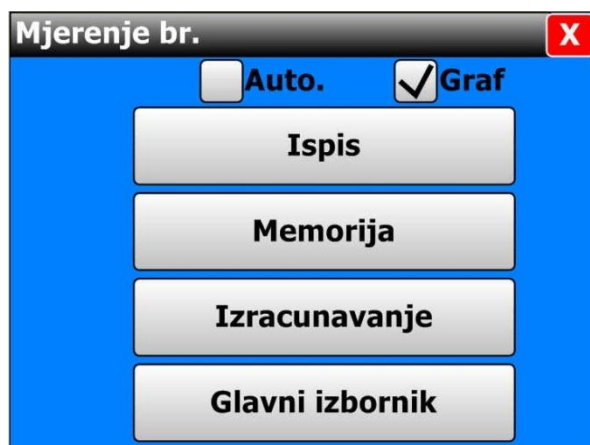 Mjerenje br.
X
Auto. Graf
Ispis
Memorija
Izracunavanje
Glavni izbornik